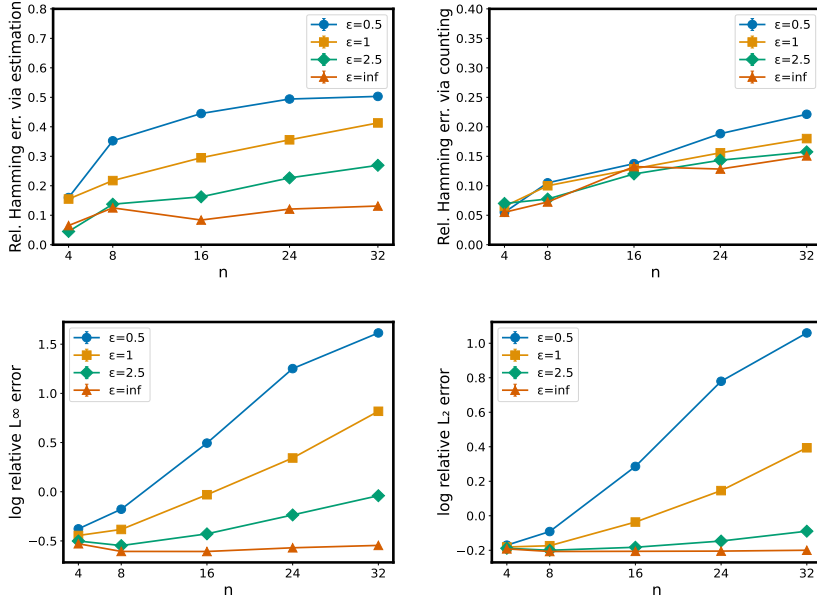 Rel. Hamming err. via estimation
0.8
0.7
0.6
0.5
0.4
0.3
0.2
0.1
0.0
4
8
16
24
32
n
ε=0.5
ε=1
ε=2.5
ε=inf
Rel. Hamming err. via counting
0.40
0.35
0.30
0.25
0.20
0.15
0.10
0.05
0.00
4
8
16
24
32
n
ε=0.5
ε=1
ε=2.5
ε=inf
log relative L∞ error
1.5
1.0
0.5
0.0
−0.5
4
8
16
24
32
n
ε=0.5
ε=1
ε=2.5
ε=inf
log relative L₂ error
1.0
0.8
0.6
0.4
0.2
0.0
−0.2
4
8
16
24
32
n
ε=0.5
ε=1
ε=2.5
ε=inf